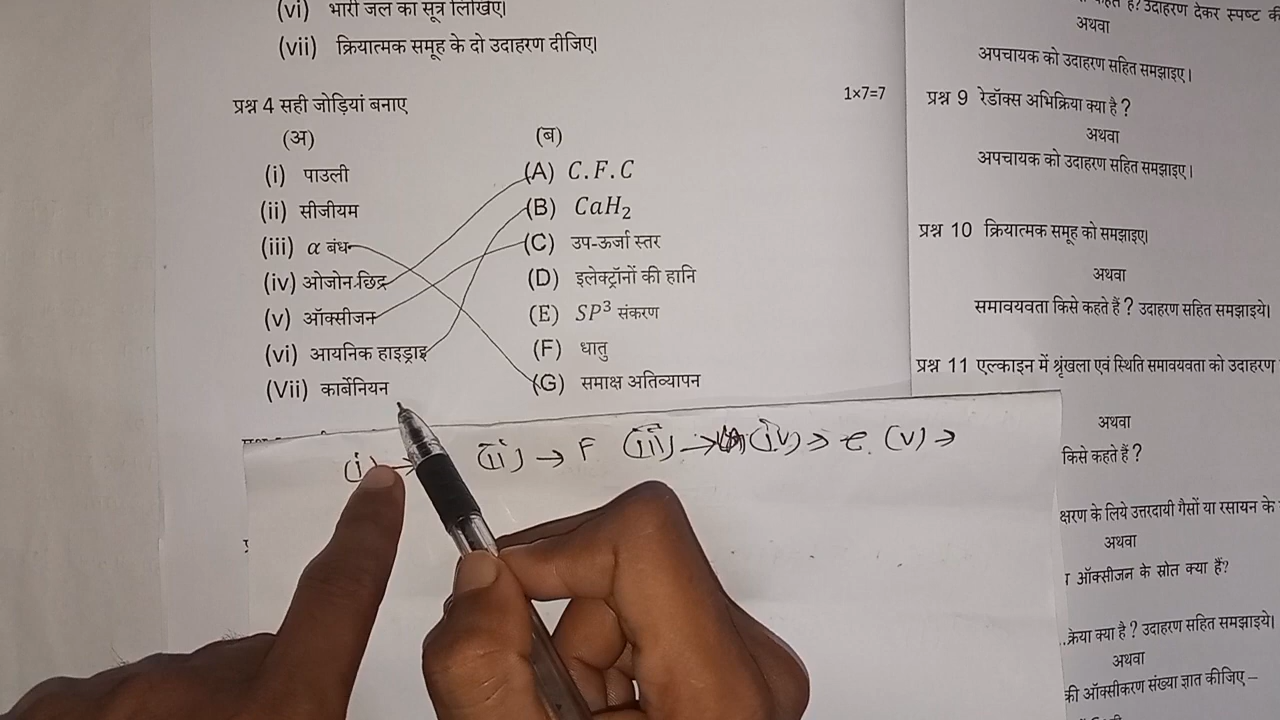 (vi) भारी जल का सूत्र लिखिए।
(vii) क्रियात्मक समूह के दो उदाहरण दीजिए।
प्रश्न 4 सही जोड़ियां बनाए 1×7=7
(अ) (ब)
(i) पाउली (A) C.F.C
(ii) सीजीयम (B) CaH₂
(iii) α बंध (C) उप-ऊर्जा स्तर
(iv) ओजोन छिद्र (D) इलेक्ट्रॉनों की हानि
(v) ऑक्सीजन (E) SP³ संकरण
(vi) आयनिक हाइड्राइ (F) धातु
(Vii) कार्बेनियन (G) समाक्ष अतिव्यापन
(i) → (ii) → F (iii) → (iv) → e (v) →
है? उदाहरण देकर स्पष्ट
अथवा
अपचायक को उदाहरण सहित समझाइए।
प्रश्न 9 रेडॉक्स अभिक्रिया क्या है ?
अथवा
अपचायक को उदाहरण सहित समझाइए।
प्रश्न 10 क्रियात्मक समूह को समझाइए।
अथवा
समावयवता किसे कहते हैं ? उदाहरण सहित समझाइये।
प्रश्न 11 एल्काइन में श्रृंखला एवं स्थिति समावयवता को उदाहरण
अथवा
किसे कहते हैं ?
क्षरण के लिये उत्तरदायी गैसों या रसायन के
अथवा
ऑक्सीजन के स्रोत क्या हैं?
क्रिया क्या है ? उदाहरण सहित समझाइये।
अथवा
की ऑक्सीकरण संख्या ज्ञात कीजिए –